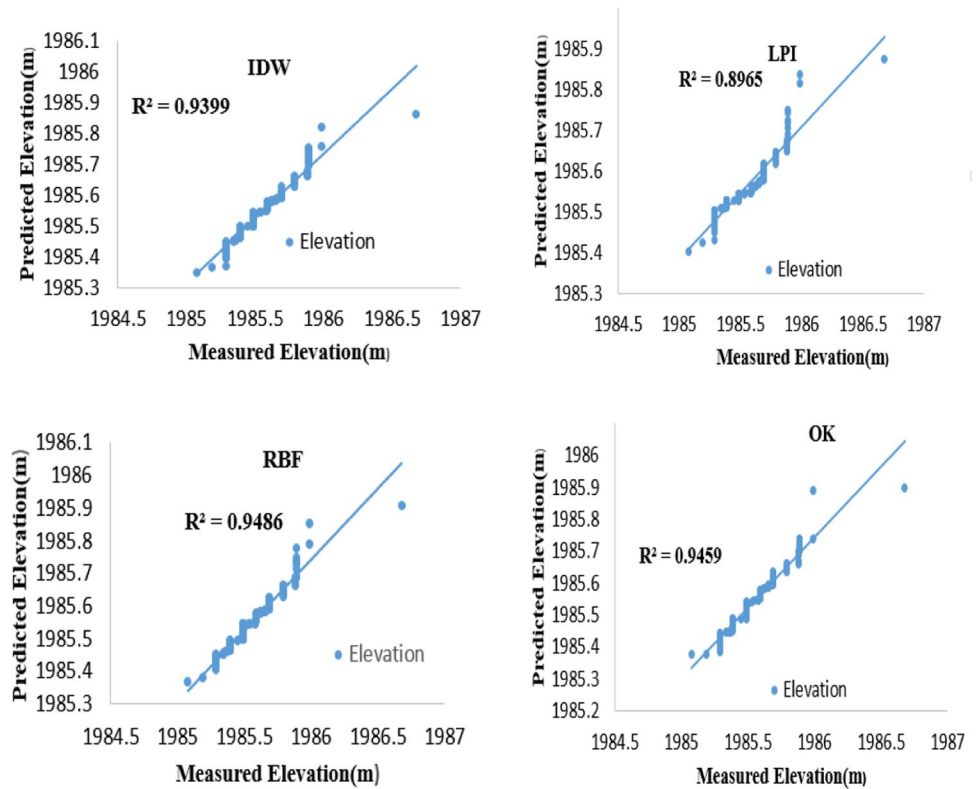 IDW
R² = 0.9399
Predicted Elevation(m)
1986.1
1986
1985.9
1985.8
1985.7
1985.6
1985.5
1985.4
1985.3
Elevation
1984.5 1985 1985.5 1986 1986.5 1987
Measured Elevation(m)
LPI
R² = 0.8965
Predicted Elevation(m)
1985.9
1985.8
1985.7
1985.6
1985.5
1985.4
1985.3
Elevation
1984.5 1985 1985.5 1986 1986.5 1987
Measured Elevation(m)
RBF
R² = 0.9486
Predicted Elevation(m)
1986.1
1986
1985.9
1985.8
1985.7
1985.6
1985.5
1985.4
1985.3
Elevation
1984.5 1985 1985.5 1986 1986.5 1987
Measured Elevation(m)
OK
R² = 0.9459
Predicted Elevation(m)
1986
1985.9
1985.8
1985.7
1985.6
1985.5
1985.4
1985.3
1985.2
Elevation
1984.5 1985 1985.5 1986 1986.5 1987
Measured Elevation(m)